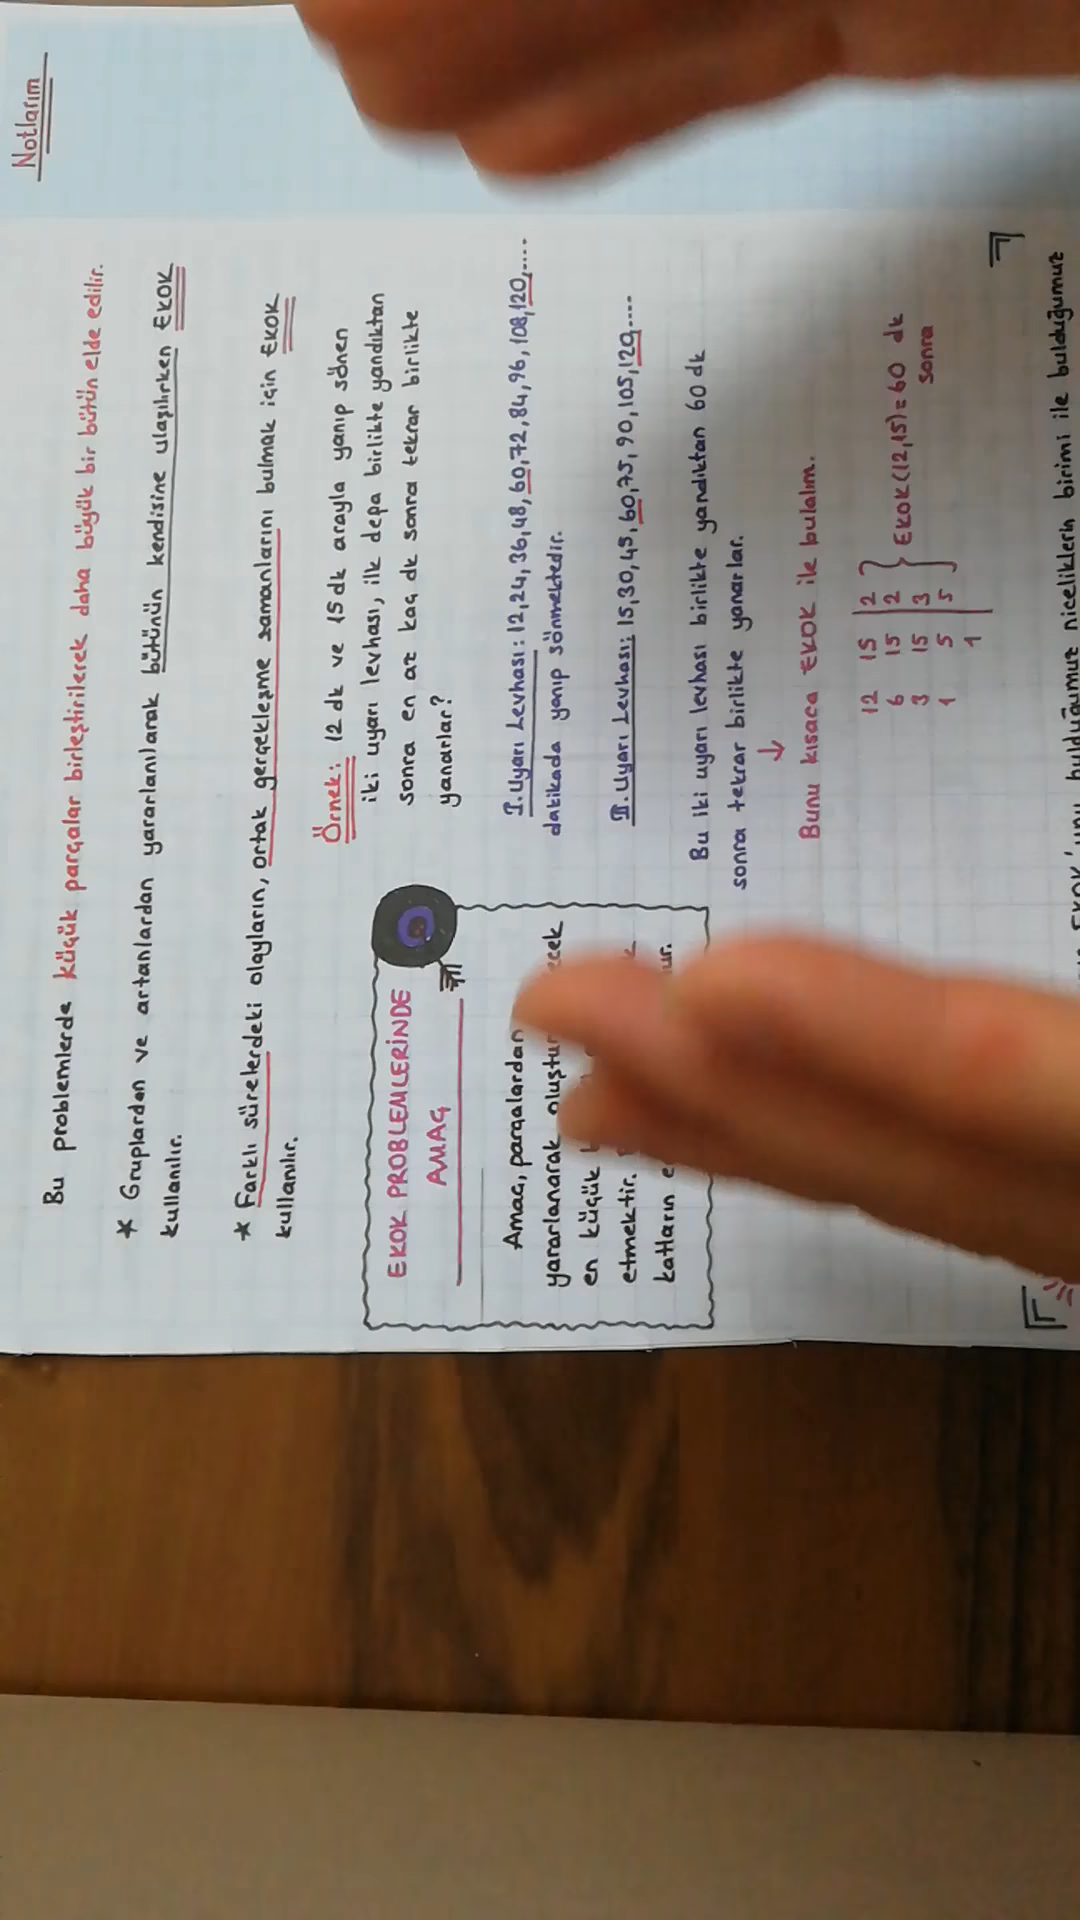 Notlarım
Bu problemlerde küçük parçalar birleştirilerek daha büyük bir bütün elde edilir.
* Gruplardan ve artanlardan yararlanılarak bütünün kendisine ulaşılırken EKOK
kullanılır.
* Farklı sürelerdeki olayların, ortak gerçekleşme zamanlarını bulmak için EKOK
kullanılır.
Örnek: 12 dk ve 15 dk arayla yanıp sönen
iki uyarı levhası, ilk defa birlikte yandıktan
sonra en az kaç dk sonra tekrar birlikte
yanarlar?
EKOK PROBLEMLERİNDE
AMAÇ
Amaç, parçalardan
yararlanarak
en küçük
etmektir.
katların
I. Uyarı Levhası: 12,24,36,48,60,72,84,96,108,120,....
dakikada yanıp sönmektedir.
II. Uyarı Levhası: 15,30,45,60,75,90,105,120,....
Bu iki uyarı levhası birlikte yandıktan 60 dk
sonra tekrar birlikte yanarlar.
↓
Bunu kısaca EKOK ile bulalım.
12 15 | 2
6 15 | 2 } EKOK(12,15)=60 dk
3 15 | 3 sonra
1 5 | 5
1
bulduğumuz niceliklerin birimi ile bulduğumuz